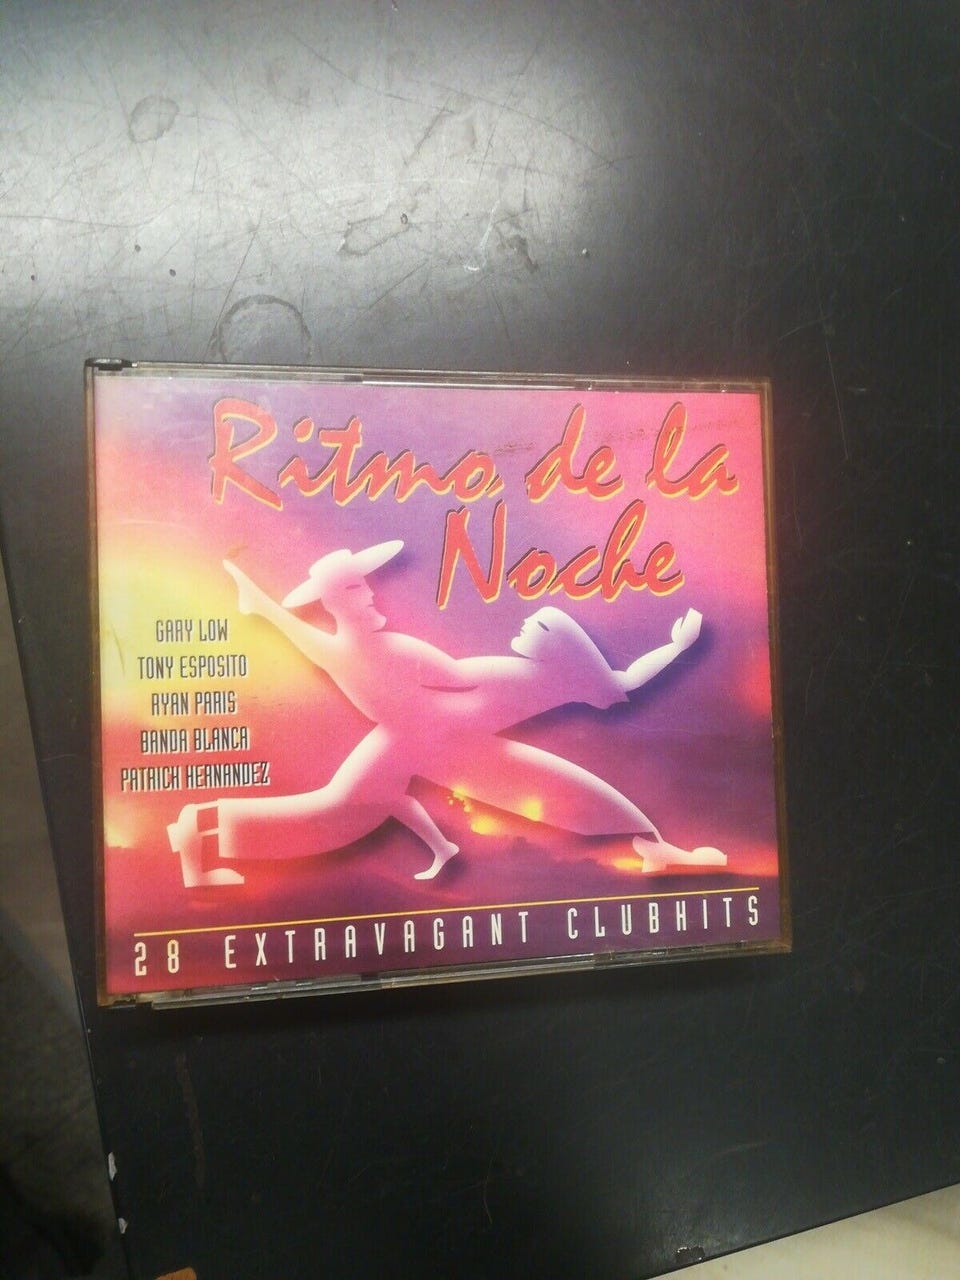 Ritmo de la
Noche
GARY LOW
TONY ESPOSITO
RYAN PARIS
BANDA BLANCA
PATRICK HERNANDEZ
28 EXTRAVAGANT CLUBHITS